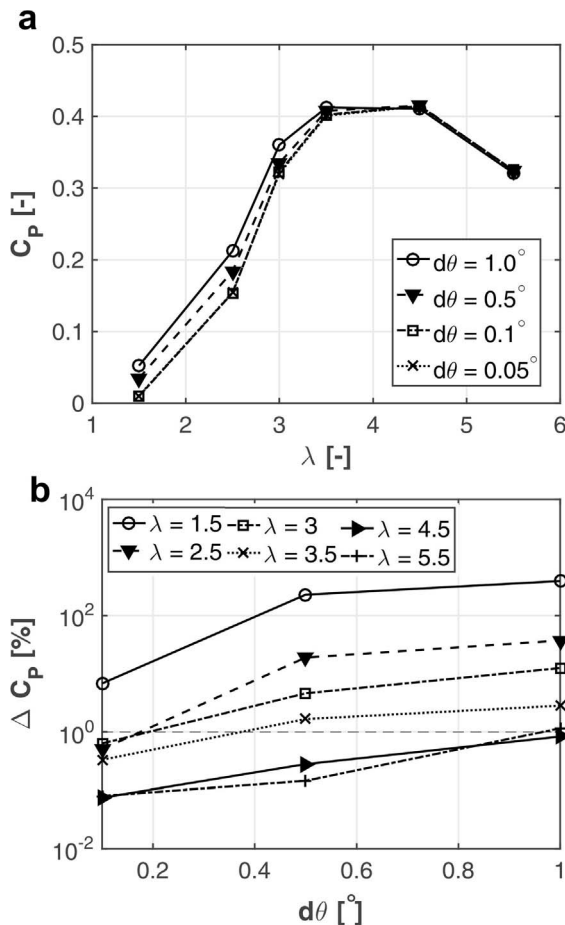 a
0.5
0.4
0.3
0.2
0.1
0
C_P [-]
dθ = 1.0°
dθ = 0.5°
dθ = 0.1°
dθ = 0.05°
1 2 3 4 5 6
λ [-]
b
10^4
10^2
10^0
10^-2
Δ C_P [%]
λ = 1.5 λ = 3 λ = 4.5
λ = 2.5 λ = 3.5 λ = 5.5
0.2 0.4 0.6 0.8 1
dθ [°]